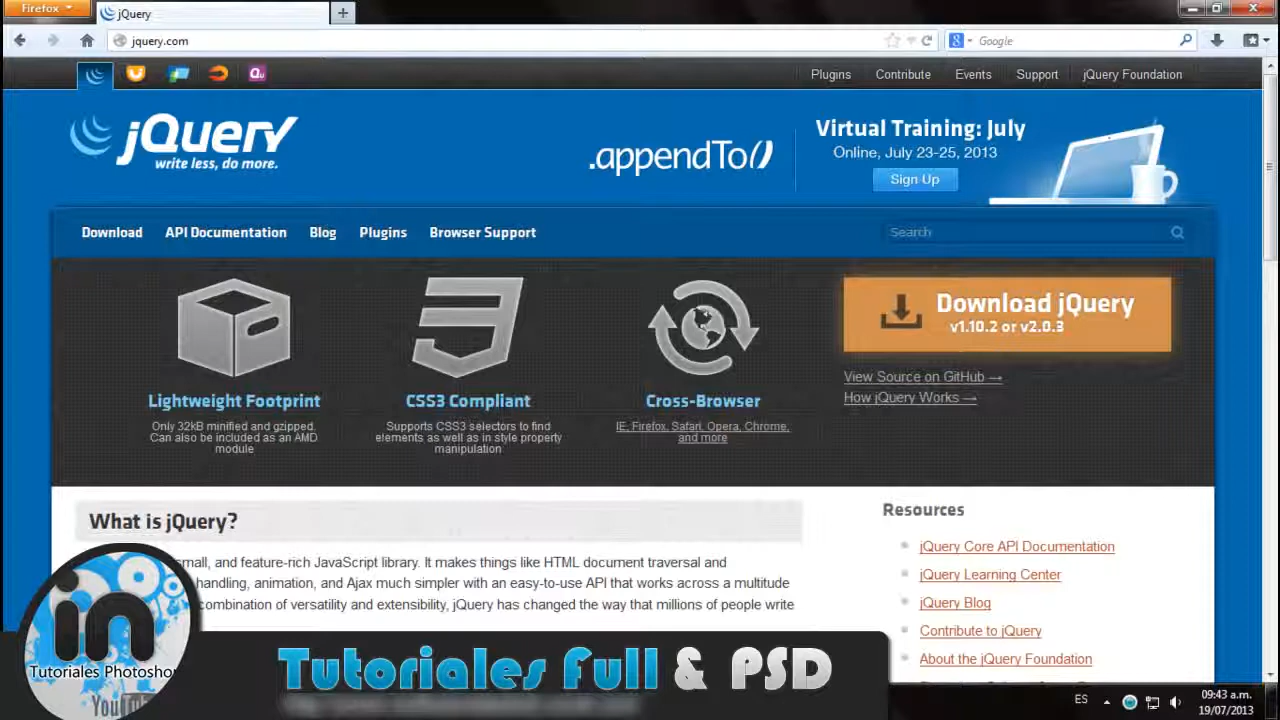 Firefox
jQuery
jquery.com
Google
Plugins
Contribute
Events
Support
jQuery Foundation
jQuery
write less, do more.
.appendTo()
Virtual Training: July
Online, July 23-25, 2013
Sign Up
Download
API Documentation
Blog
Plugins
Browser Support
Search
Download jQuery
v1.10.2 or v2.0.3
View Source on GitHub →
How jQuery Works →
Lightweight Footprint
Only 32kB minified and gzipped.
Can also be included as an AMD
module
CSS3 Compliant
Supports CSS3 selectors to find
elements as well as in style property
manipulation
Cross-Browser
IE, Firefox, Safari, Opera, Chrome,
and more
What is jQuery?
small, and feature-rich JavaScript library. It makes things like HTML document traversal and
handling, animation, and Ajax much simpler with an easy-to-use API that works across a multitude
combination of versatility and extensibility, jQuery has changed the way that millions of people write
Resources
jQuery Core API Documentation
jQuery Learning Center
jQuery Blog
Contribute to jQuery
About the jQuery Foundation
in
Tutoriales Photoshop
YouTube
Tutoriales Full & PSD
ES
09:43 a.m.
19/07/2013